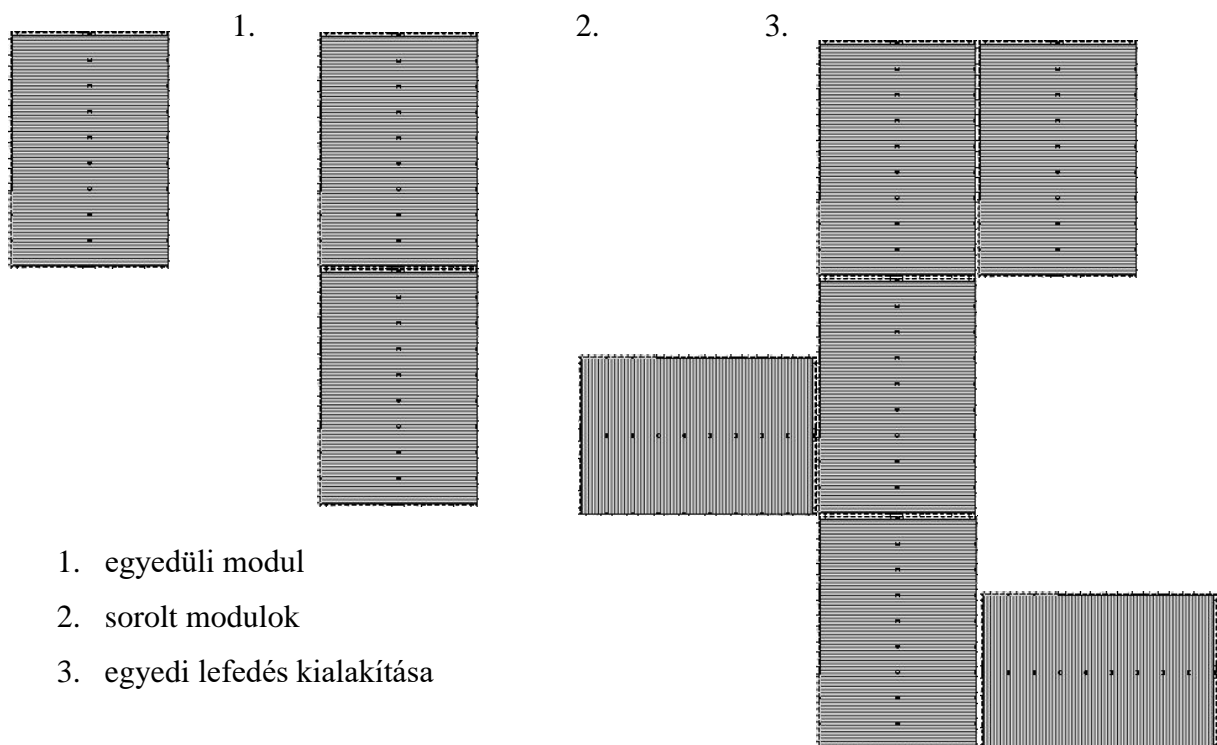 1.
2.
3.
1. egyedüli modul
2. sorolt modulok
3. egyedi lefedés kialakítása